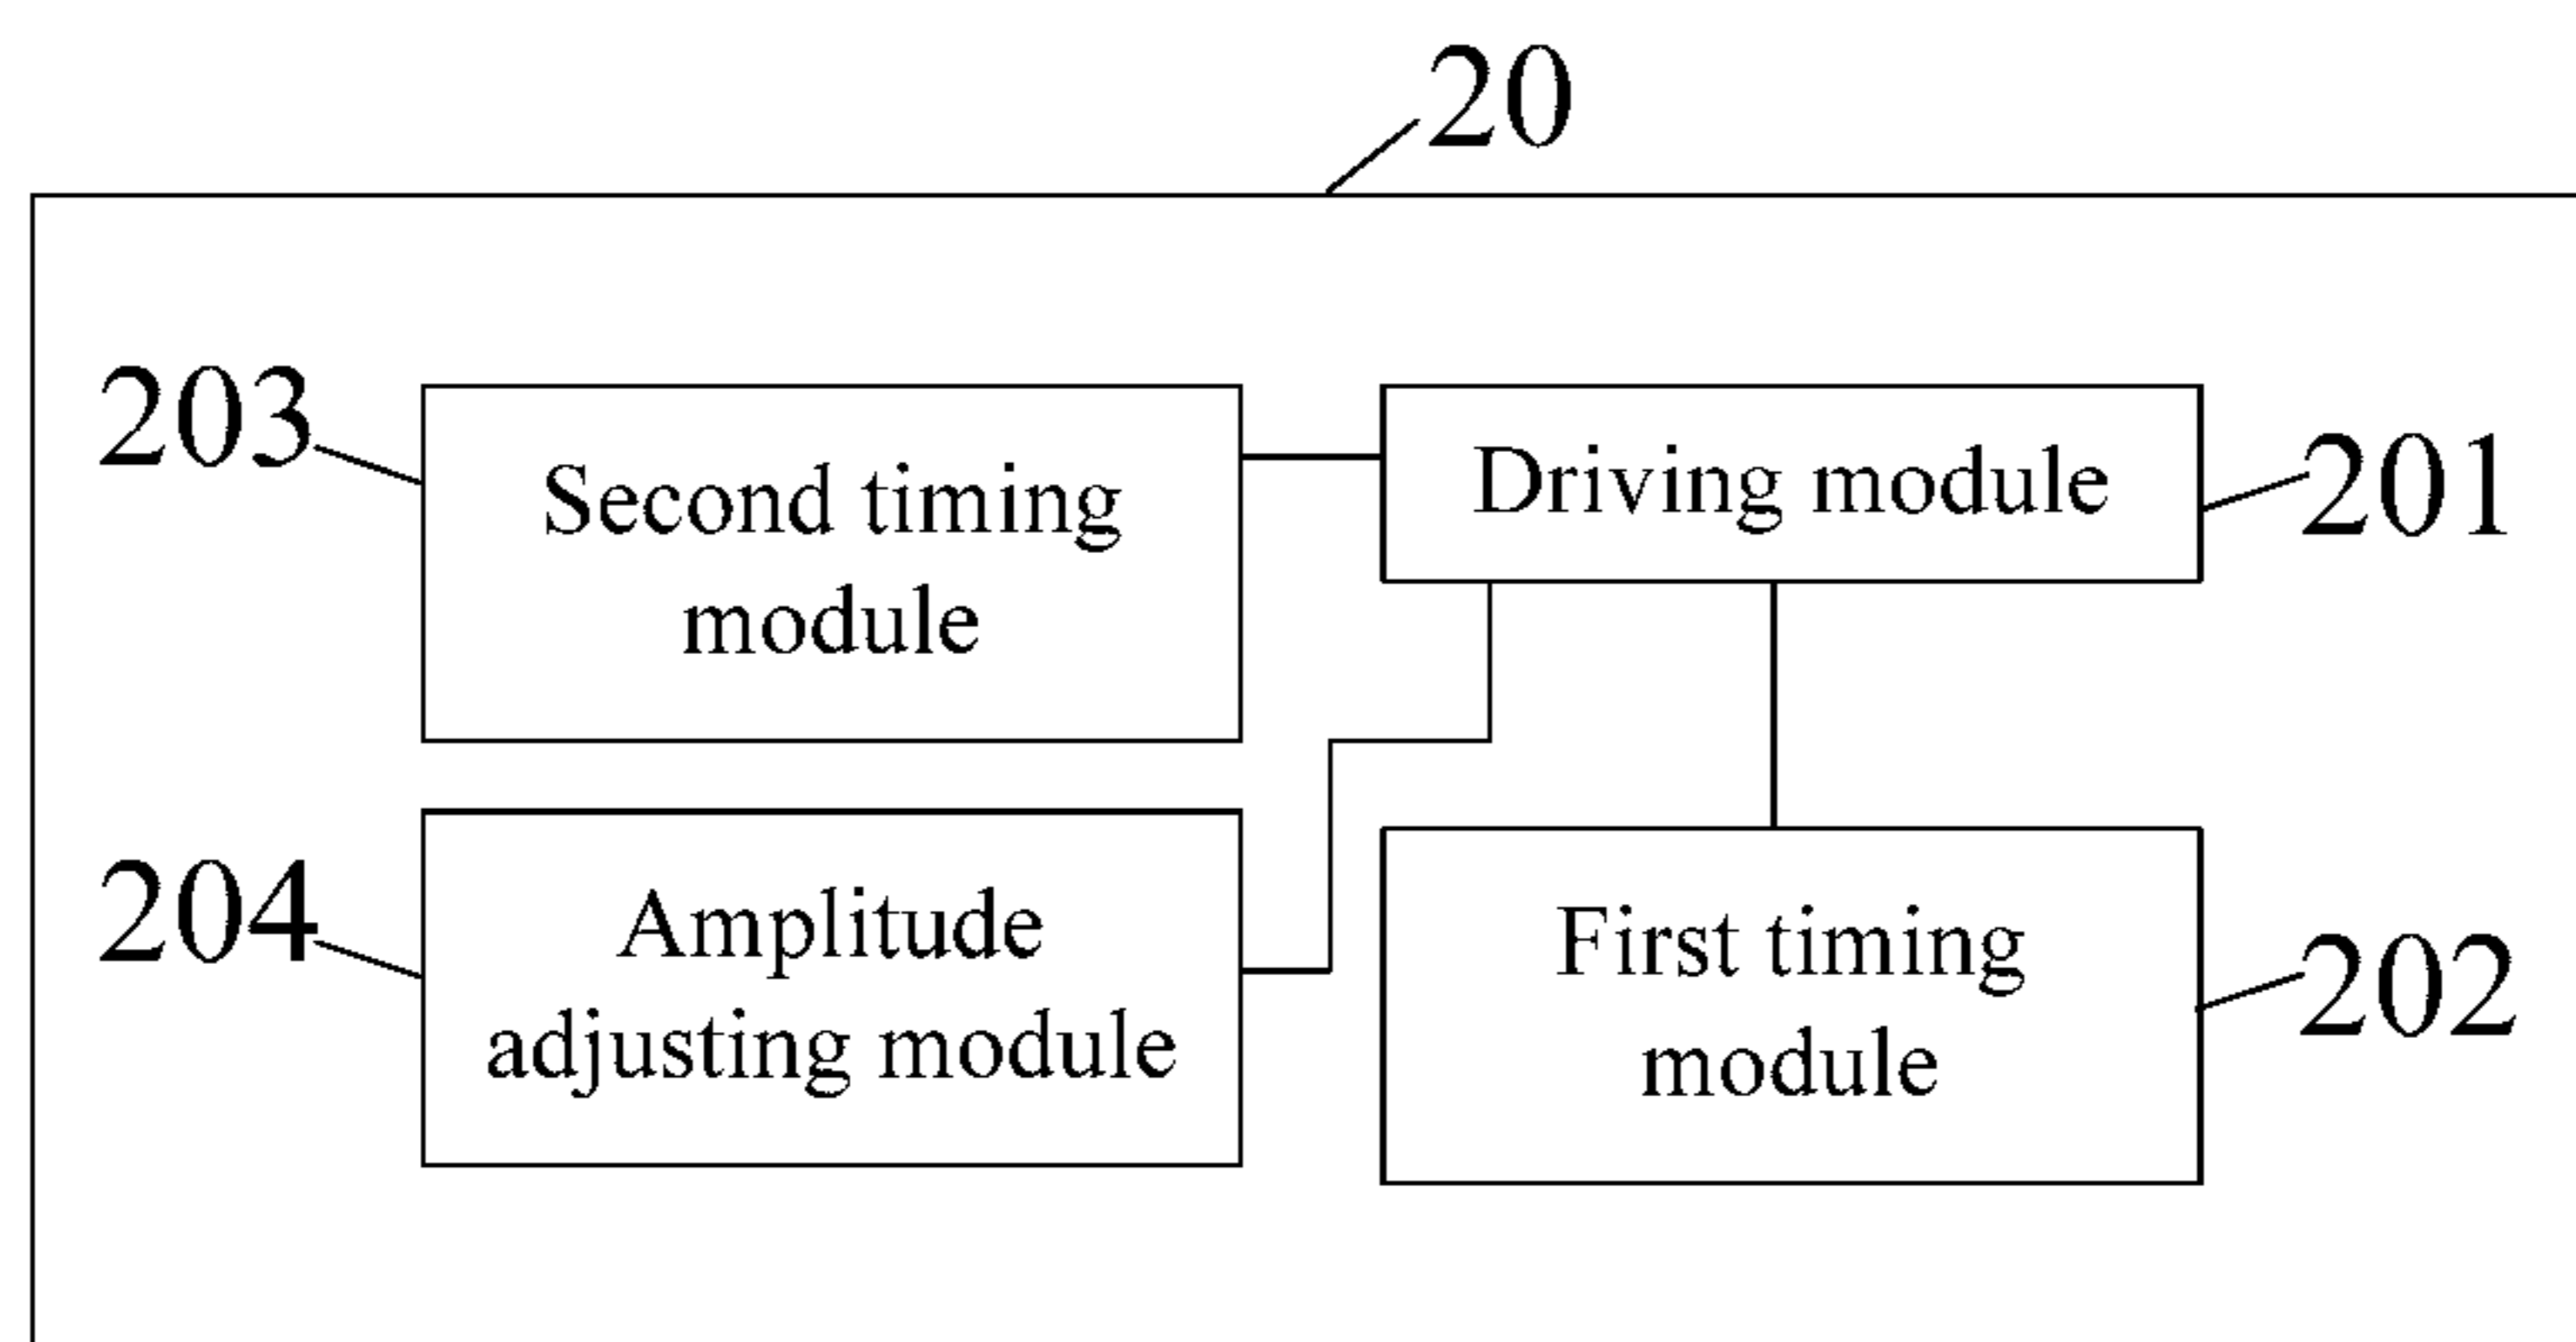 20
203
Second timing
module
Driving module
201
204
Amplitude
adjusting module
First timing
module
202